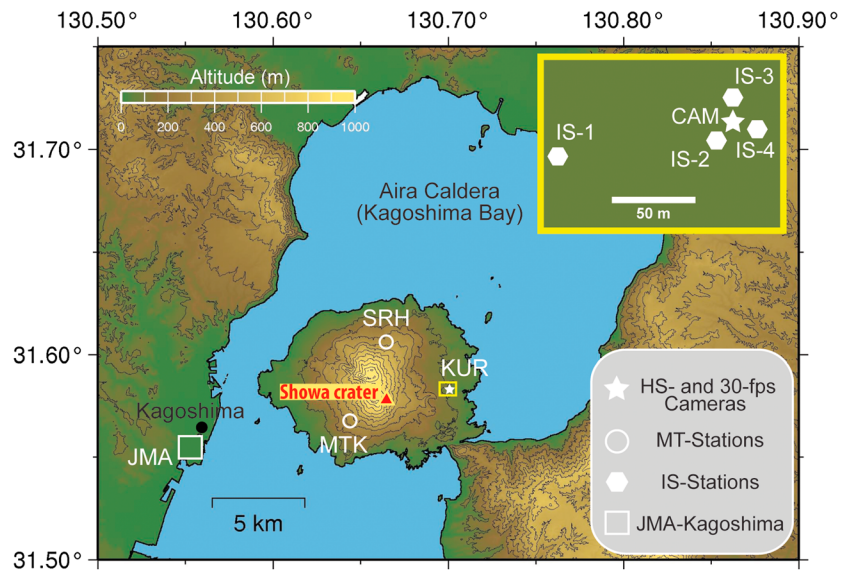 130.50°
130.60°
130.70°
130.80°
130.90°
Altitude (m)
0 200 400 600 800 1000
IS-3
CAM
IS-1
IS-2
IS-4
50 m
31.70°
Aira Caldera
(Kagoshima Bay)
SRH
31.60°
KUR
Showa crater
Kagoshima
MTK
JMA
HS- and 30-fps
Cameras
MT-Stations
IS-Stations
JMA-Kagoshima
5 km
31.50°